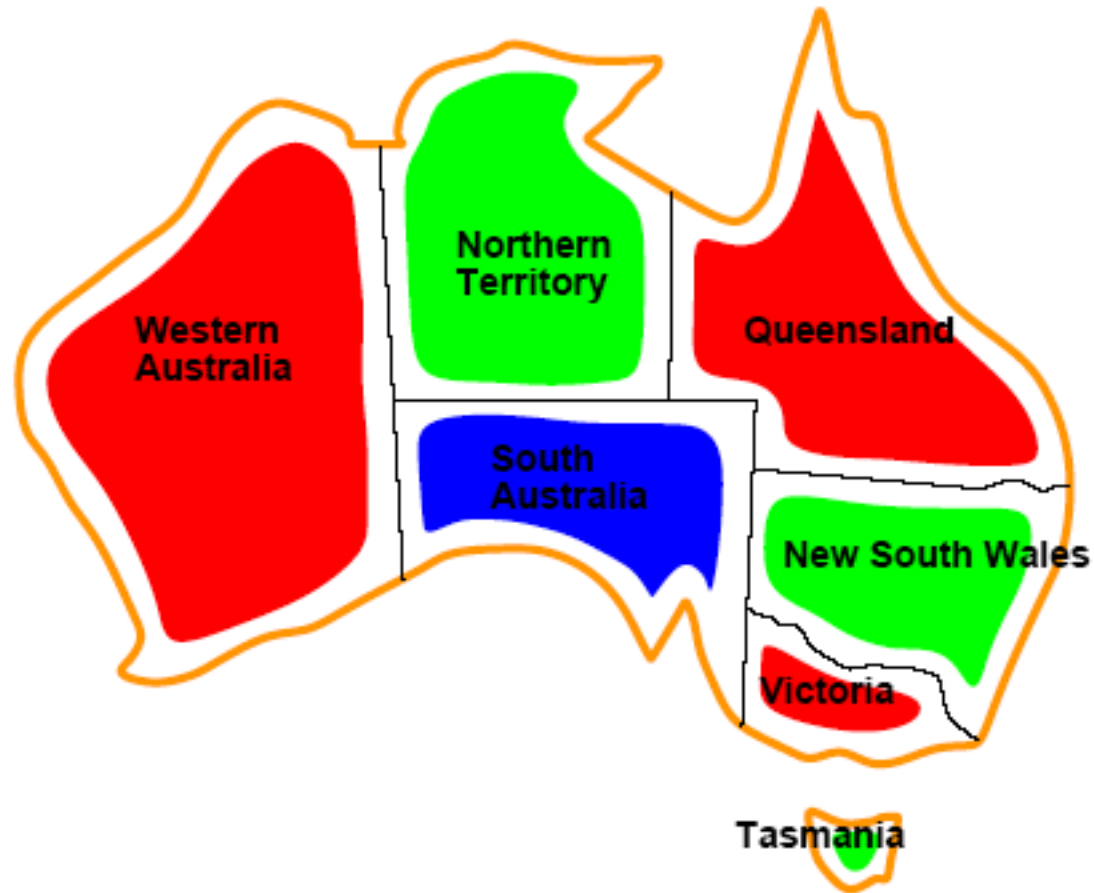 Northern
Territory
Western
Australia
Queensland
South
Australia
New South Wales
Victoria
Tasmania